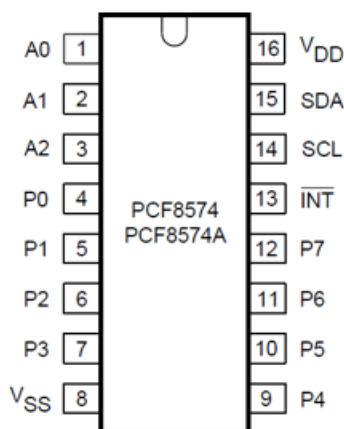 A0 1 16 VDD
A1 2 15 SDA
A2 3 14 SCL
P0 4 13 INT
PCF8574
PCF8574A
P1 5 12 P7
P2 6 11 P6
P3 7 10 P5
VSS 8 9 P4